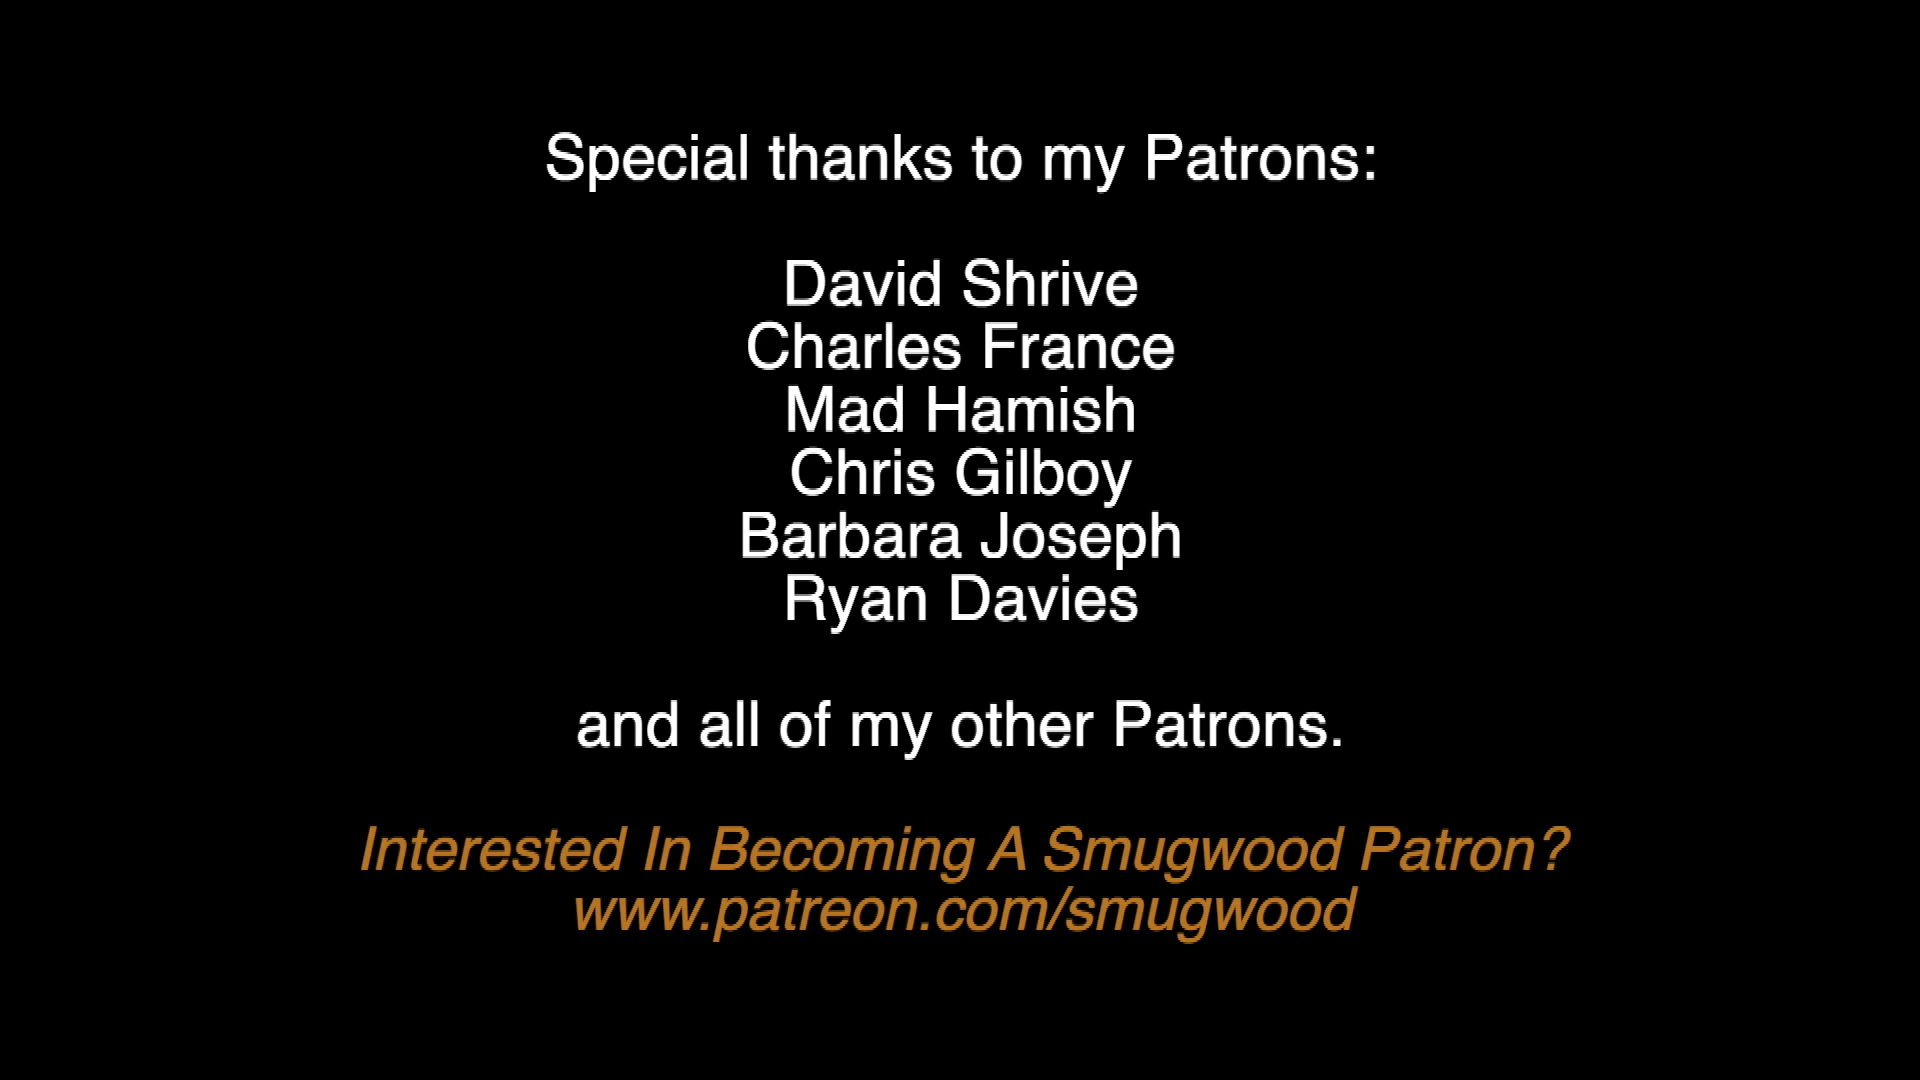 Special thanks to my Patrons:
David Shrive
Charles France
Mad Hamish
Chris Gilboy
Barbara Joseph
Ryan Davies
and all of my other Patrons.
Interested In Becoming A Smugwood Patron?
www.patreon.com/smugwood